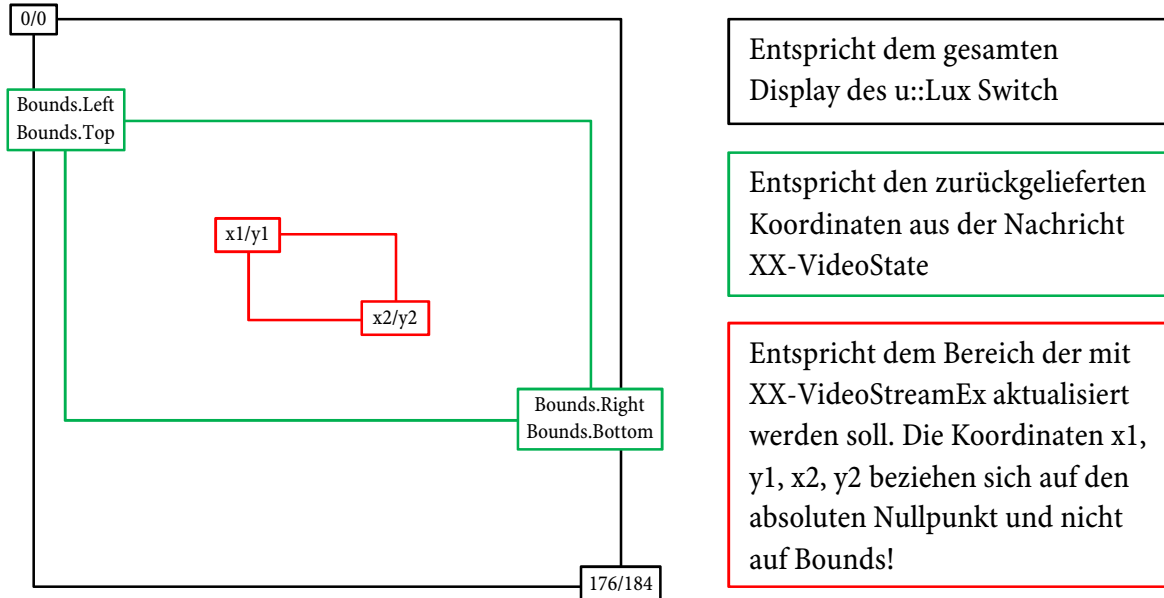 0/0
Bounds.Left
Bounds.Top
x1/y1
x2/y2
Bounds.Right
Bounds.Bottom
176/184
Entspricht dem gesamten
Display des u::Lux Switch
Entspricht den zurückgelieferten
Koordinaten aus der Nachricht
XX-VideoState
Entspricht dem Bereich der mit
XX-VideoStreamEx aktualisiert
werden soll. Die Koordinaten x1,
y1, x2, y2 beziehen sich auf den
absoluten Nullpunkt und nicht
auf Bounds!